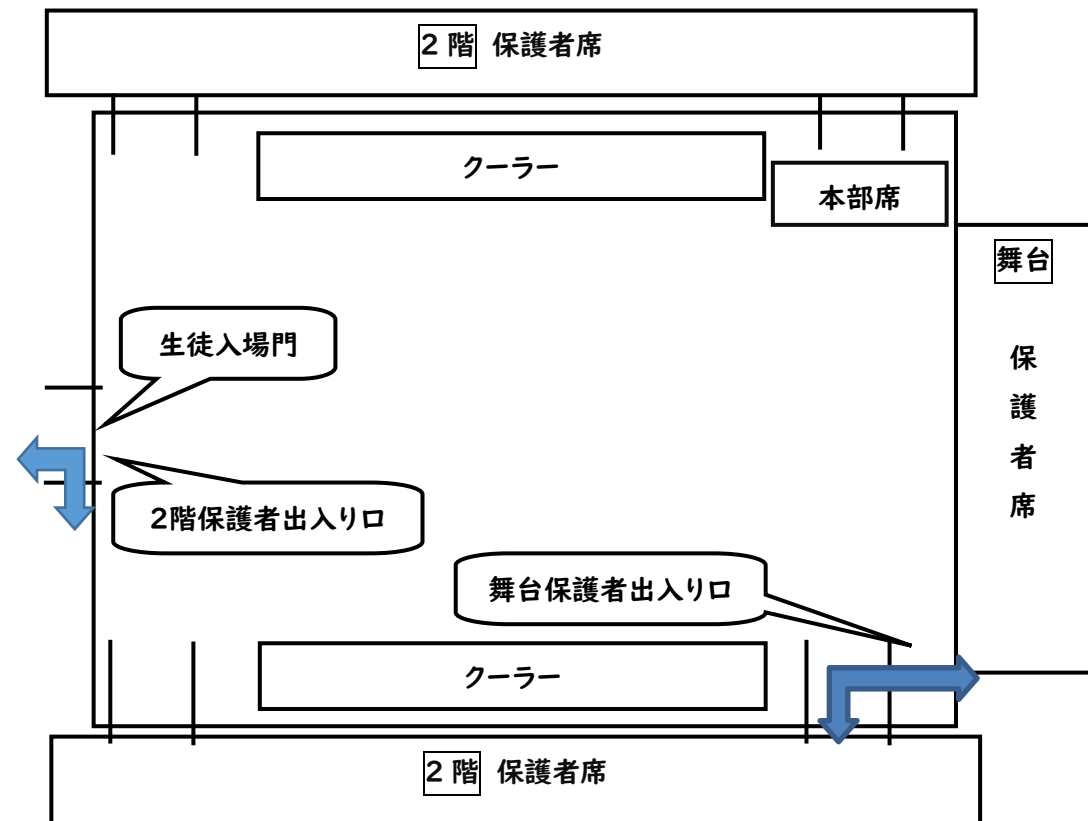 2階 保護者席
クーラー
本部席
舞台
保護者席
生徒入場門
2階保護者出入り口
舞台保護者出入り口
クーラー
2階 保護者席